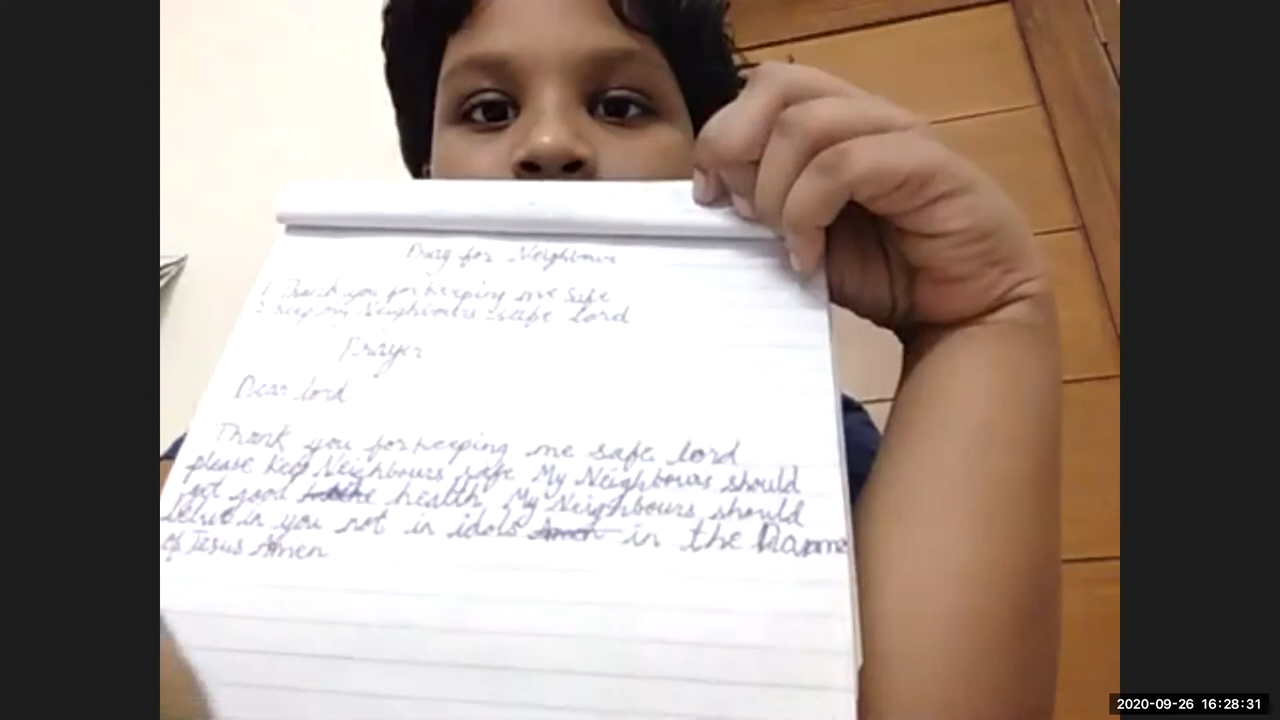 Pray for Neighbours
1 Thank you for keeping me safe
2 keep my Neighbours safe lord
Prayer
Dear lord
Thank you for keeping me safe lord
please keep Neighbours safe My Neighbours should
get good health My Neighbours should
in you not in idols Amen in the Name
of Jesus Amen
2020-09-26 16:28:31